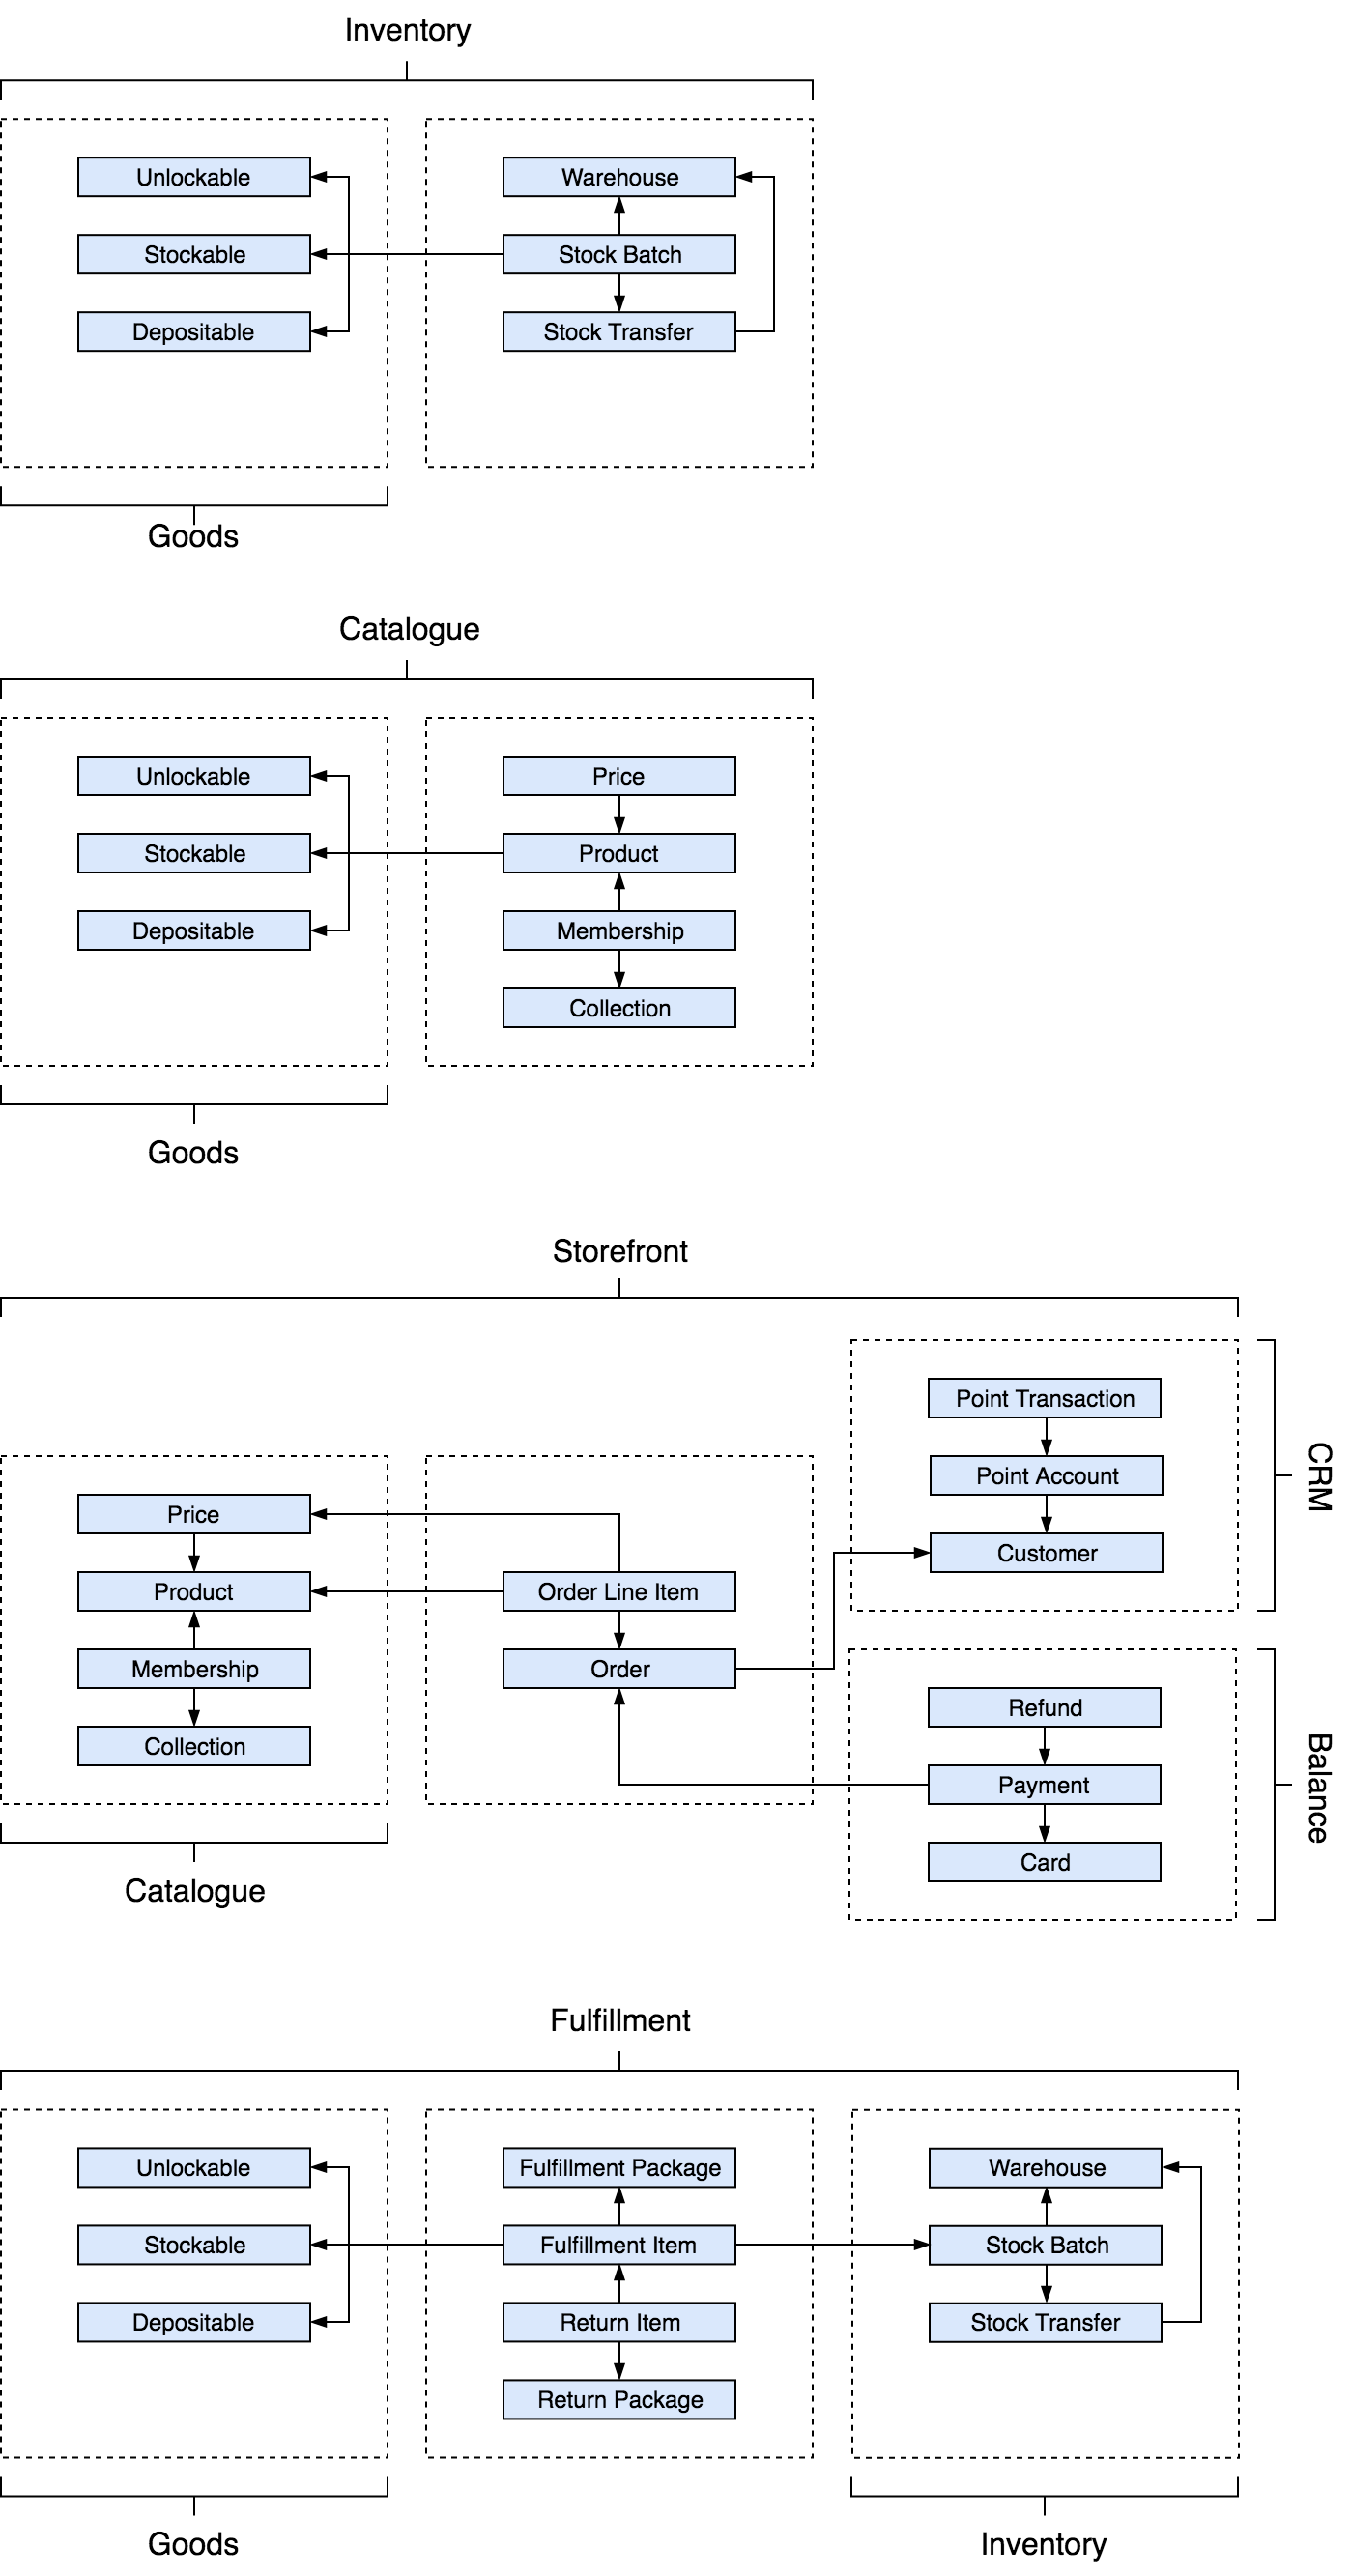 Inventory
Unlockable
Warehouse
Stockable
Stock Batch
Depositable
Stock Transfer
Goods
Catalogue
Unlockable
Price
Stockable
Product
Depositable
Membership
Collection
Goods
Storefront
Point Transaction
Point Account
CRM
Price
Customer
Product
Order Line Item
Membership
Order
Refund
Collection
Payment
Balance
Card
Catalogue
Fulfillment
Unlockable
Fulfillment Package
Warehouse
Stockable
Fulfillment Item
Stock Batch
Depositable
Return Item
Stock Transfer
Return Package
Goods
Inventory